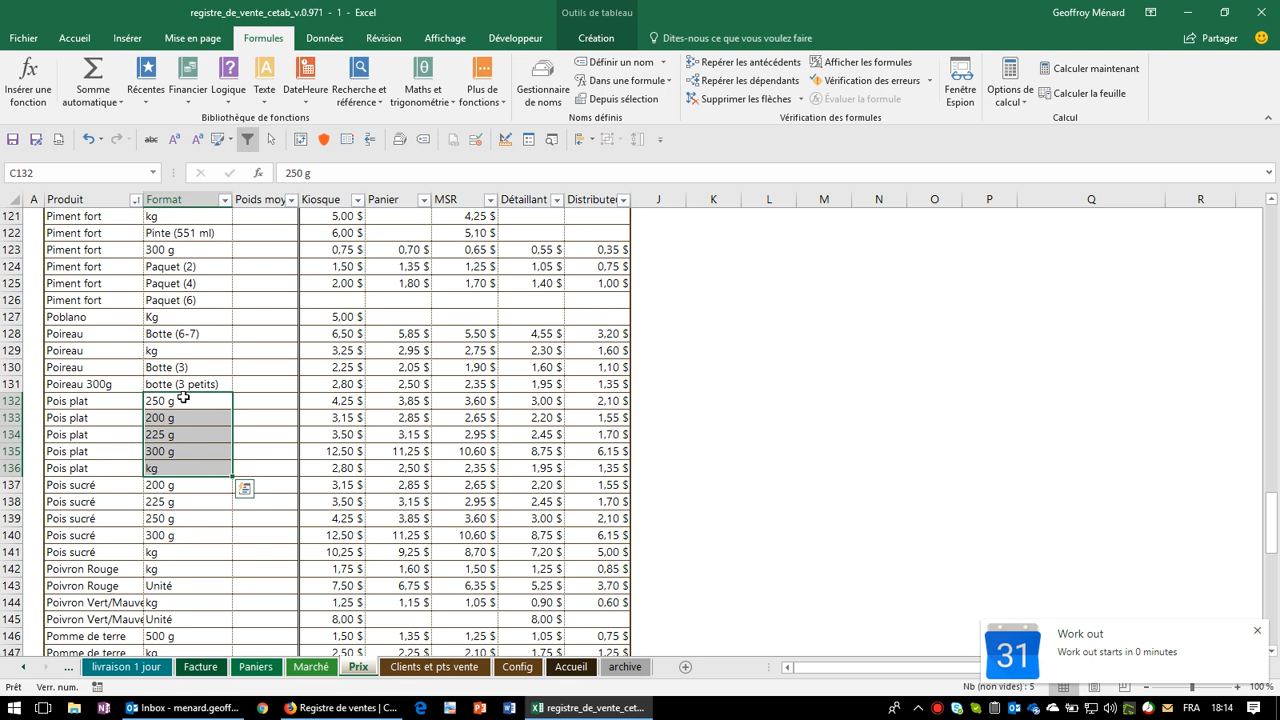 registre_de_vente_cetab_v.0.971 - 1 - Excel
Outils de tableau
Geoffroy Ménard
Fichier Accueil Insérer Mise en page Formules Données Révision Affichage Développeur Création Dites-nous ce que vous voulez faire Partager
Insérer une fonction
Somme automatique
Récentes
Financier
Logique
Texte
DateHeure
Recherche et référence
Maths et trigonométrie
Plus de fonctions
Bibliothèque de fonctions
Gestionnaire de noms
Définir un nom
Dans une formule
Depuis sélection
Noms définis
Repérer les antécédents
Repérer les dépendants
Supprimer les flèches
Afficher les formules
Vérification des erreurs
Évaluer la formule
Vérification des formules
Fenêtre Espion
Options de calcul
Calculer maintenant
Calculer la feuille
Calcul
abc
C132 fx 250 g
A Produit Format Poids moy Kiosque Panier MSR Détaillant Distribute J K L M N O P Q R
121 Piment fort kg 5,00 $ 4,25 $
122 Piment fort Pinte (551 ml) 6,00 $ 5,10 $
123 Piment fort 300 g 0,75 $ 0,70 $ 0,65 $ 0,55 $ 0,35 $
124 Piment fort Paquet (2) 1,50 $ 1,35 $ 1,25 $ 1,05 $ 0,75 $
125 Piment fort Paquet (4) 2,00 $ 1,80 $ 1,70 $ 1,40 $ 1,00 $
126 Piment fort Paquet (6)
127 Poblano Kg 5,00 $
128 Poireau Botte (6-7) 6,50 $ 5,85 $ 5,50 $ 4,55 $ 3,20 $
129 Poireau kg 3,25 $ 2,95 $ 2,75 $ 2,30 $ 1,60 $
130 Poireau Botte (3) 2,25 $ 2,05 $ 1,90 $ 1,60 $ 1,10 $
131 Poireau 300g botte (3 petits) 2,80 $ 2,50 $ 2,35 $ 1,95 $ 1,35 $
132 Pois plat 250 g 4,25 $ 3,85 $ 3,60 $ 3,00 $ 2,10 $
133 Pois plat 200 g 3,15 $ 2,85 $ 2,65 $ 2,20 $ 1,55 $
134 Pois plat 225 g 3,50 $ 3,15 $ 2,95 $ 2,45 $ 1,70 $
135 Pois plat 300 g 12,50 $ 11,25 $ 10,60 $ 8,75 $ 6,15 $
136 Pois plat kg 2,80 $ 2,50 $ 2,35 $ 1,95 $ 1,35 $
137 Pois sucré 200 g 3,15 $ 2,85 $ 2,65 $ 2,20 $ 1,55 $
138 Pois sucré 225 g 3,50 $ 3,15 $ 2,95 $ 2,45 $ 1,70 $
139 Pois sucré 250 g 4,25 $ 3,85 $ 3,60 $ 3,00 $ 2,10 $
140 Pois sucré 300 g 12,50 $ 11,25 $ 10,60 $ 8,75 $ 6,15 $
141 Pois sucré kg 10,25 $ 9,25 $ 8,70 $ 7,20 $ 5,00 $
142 Poivron Rouge kg 1,75 $ 1,60 $ 1,50 $ 1,25 $ 0,85 $
143 Poivron Rouge Unité 7,50 $ 6,75 $ 6,35 $ 5,25 $ 3,70 $
144 Poivron Vert/Mauve kg 1,25 $ 1,15 $ 1,05 $ 0,90 $ 0,60 $
145 Poivron Vert/Mauve Unité 8,00 $ 8,00 $
146 Pomme de terre 500 g 1,50 $ 1,35 $ 1,25 $ 1,05 $ 0,75 $
147 Pomme de terre kg 2,50 $ 2,25 $ 2,10 $ 1,75 $ 1,25 $
31
Work out
Work out starts in 0 minutes
... livraison 1 jour Facture Paniers Marché Prix Clients et pts vente Config Accueil archive
Prêt Verr. num. Nb (non vides) : 5 100 %
Inbox - menard.geoff... Registre de ventes | C... registre_de_vente_cet... FRA 18:14